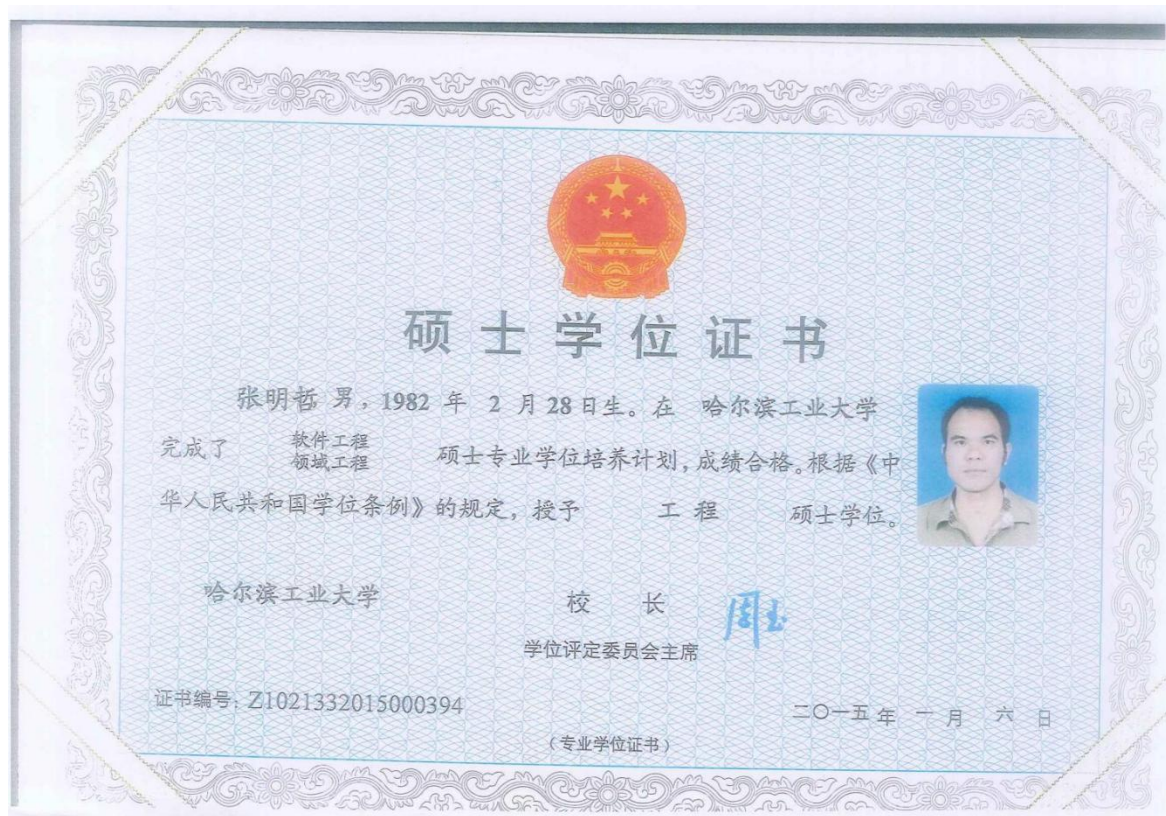 硕士学位证书
张明哲 男，1982 年 2 月 28 日生。在 哈尔滨工业大学
完成了 软件工程 领域工程 硕士专业学位培养计划，成绩合格。根据《中
华人民共和国学位条例》的规定，授予 工 程 硕士学位。
哈尔滨工业大学
校 长 周玉
学位评定委员会主席
证书编号：Z1021332015000394
二〇一五 年 一 月 六 日
（专业学位证书）